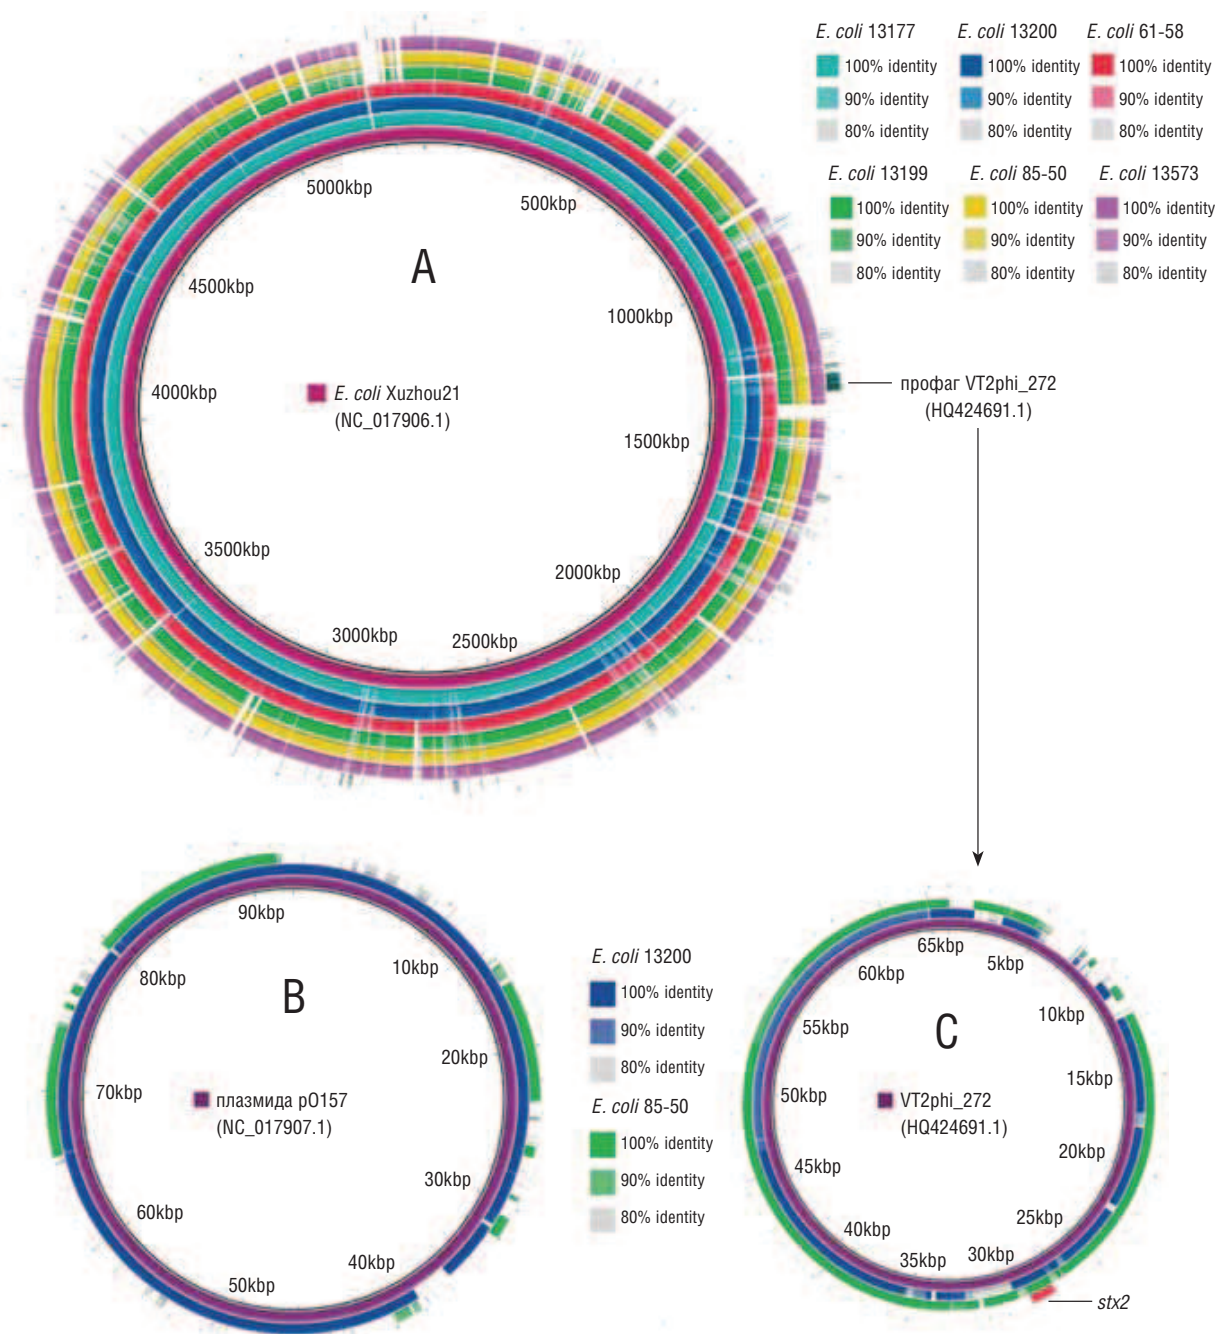 E. coli 13177
100% identity
90% identity
80% identity
E. coli 13200
100% identity
90% identity
80% identity
E. coli 61-58
100% identity
90% identity
80% identity
E. coli 13199
100% identity
90% identity
80% identity
E. coli 85-50
100% identity
90% identity
80% identity
E. coli 13573
100% identity
90% identity
80% identity
A
5000kbp
500kbp
4500kbp
1000kbp
4000kbp
1500kbp
3500kbp
2000kbp
3000kbp
2500kbp
E. coli Xuzhou21
(NC_017906.1)
профаг VT2phi_272
(HQ424691.1)
B
90kbp
10kbp
80kbp
20kbp
70kbp
30kbp
60kbp
40kbp
50kbp
плазмида pO157
(NC_017907.1)
E. coli 13200
100% identity
90% identity
80% identity
E. coli 85-50
100% identity
90% identity
80% identity
C
65kbp
5kbp
60kbp
10kbp
55kbp
15kbp
50kbp
20kbp
45kbp
25kbp
40kbp
30kbp
35kbp
VT2phi_272
(HQ424691.1)
stx2